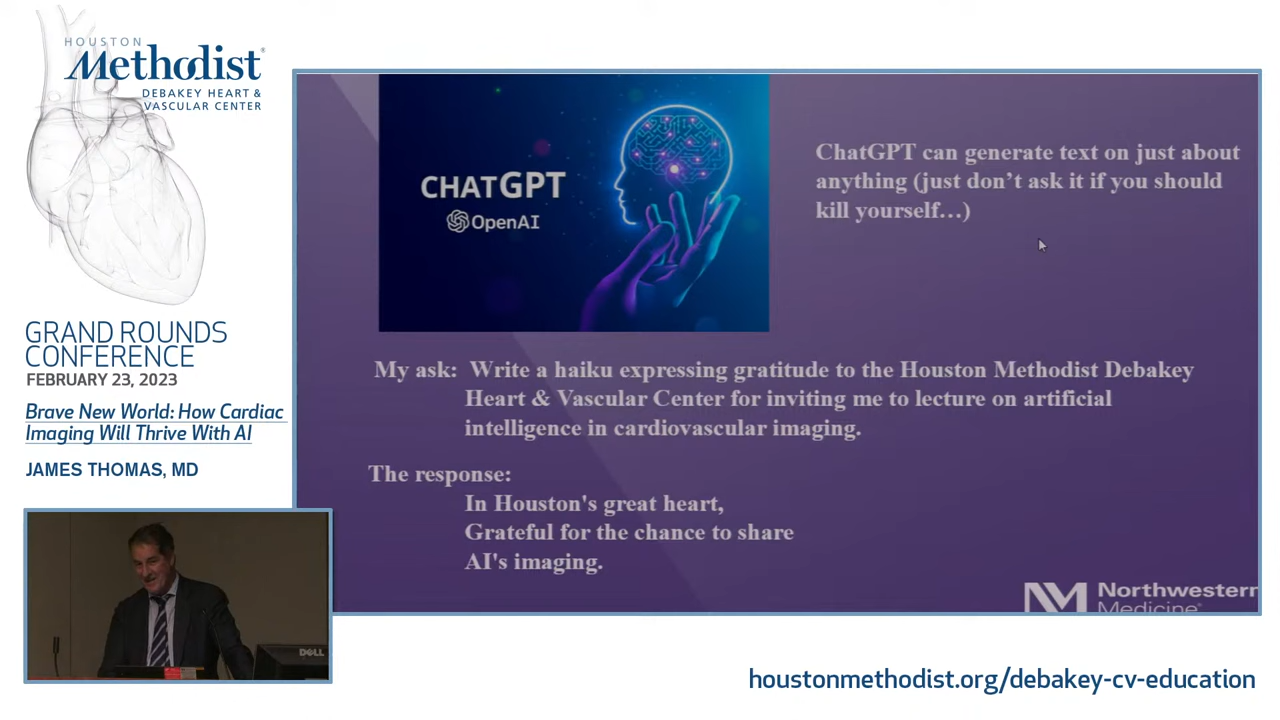 HOUSTON
Methodist®
DEBAKEY HEART &
VASCULAR CENTER
GRAND ROUNDS
CONFERENCE
FEBRUARY 23, 2023
Brave New World: How Cardiac
Imaging Will Thrive With AI
JAMES THOMAS, MD
CHATGPT
OpenAI
ChatGPT can generate text on just about
anything (just don’t ask it if you should
kill yourself…)
My ask: Write a haiku expressing gratitude to the Houston Methodist Debakey
Heart & Vascular Center for inviting me to lecture on artificial
intelligence in cardiovascular imaging.
The response:
In Houston's great heart,
Grateful for the chance to share
AI's imaging.
NM
Northwestern
Medicine®
DELL
houstonmethodist.org/debakey-cv-education